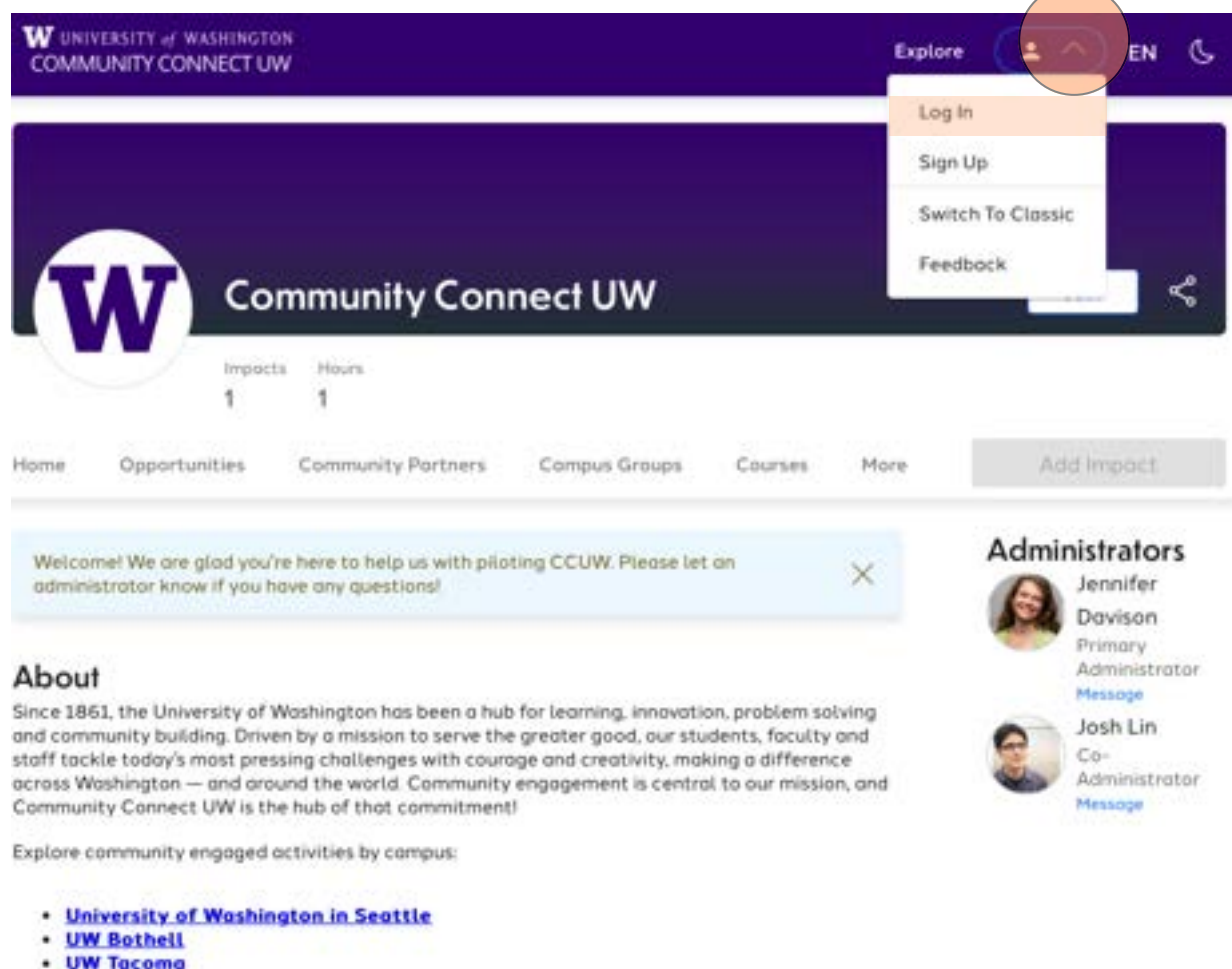 W UNIVERSITY of WASHINGTON
COMMUNITY CONNECT UW
Explore
EN
Log In
Sign Up
Switch To Classic
Feedback
W
Community Connect UW
Impacts Hours
1 1
Home Opportunities Community Partners Campus Groups Courses More Add Impact
Welcome! We are glad you're here to help us with piloting CCUW. Please let an
administrator know if you have any questions!
Administrators
Jennifer
Davison
Primary
Administrator
Message
Josh Lin
Co-
Administrator
Message
About
Since 1861, the University of Washington has been a hub for learning, innovation, problem solving
and community building. Driven by a mission to serve the greater good, our students, faculty and
staff tackle today's most pressing challenges with courage and creativity, making a difference
across Washington — and around the world. Community engagement is central to our mission, and
Community Connect UW is the hub of that commitment!
Explore community engaged activities by campus:
• University of Washington in Seattle
• UW Bothell
• UW Tacoma